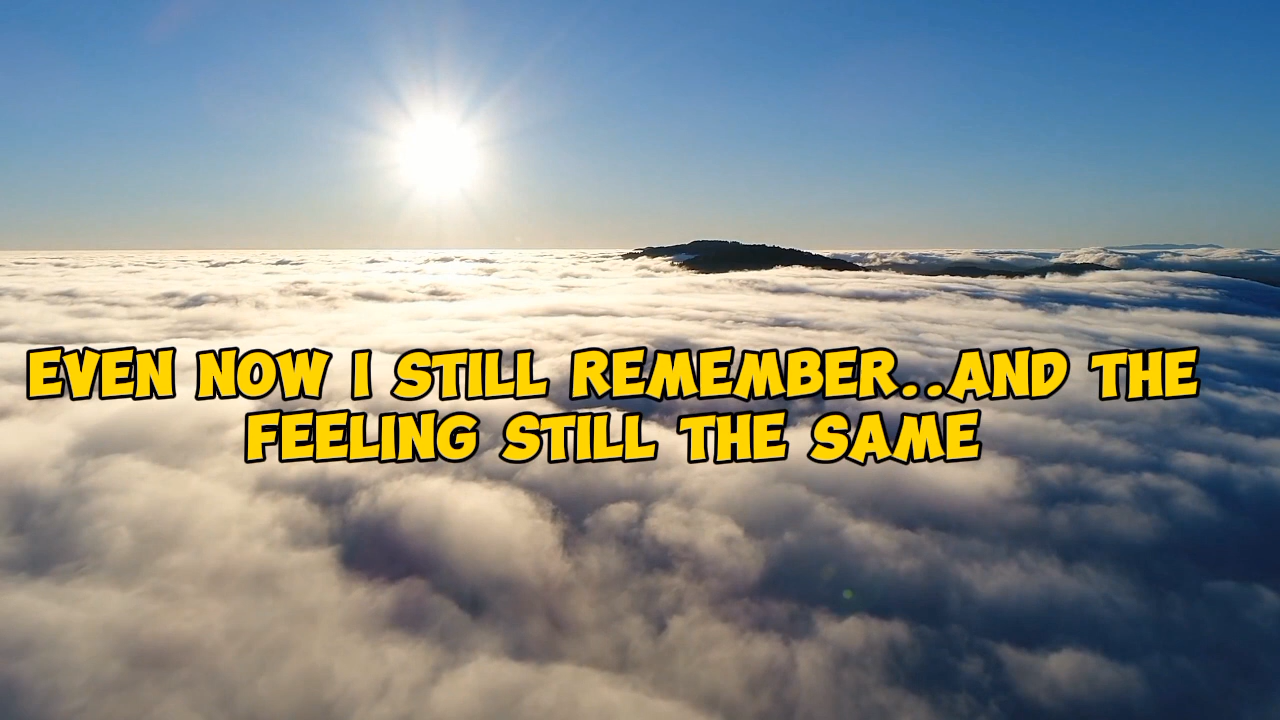 EVEN NOW I STILL REMEMBER..AND THE
FEELING STILL THE SAME